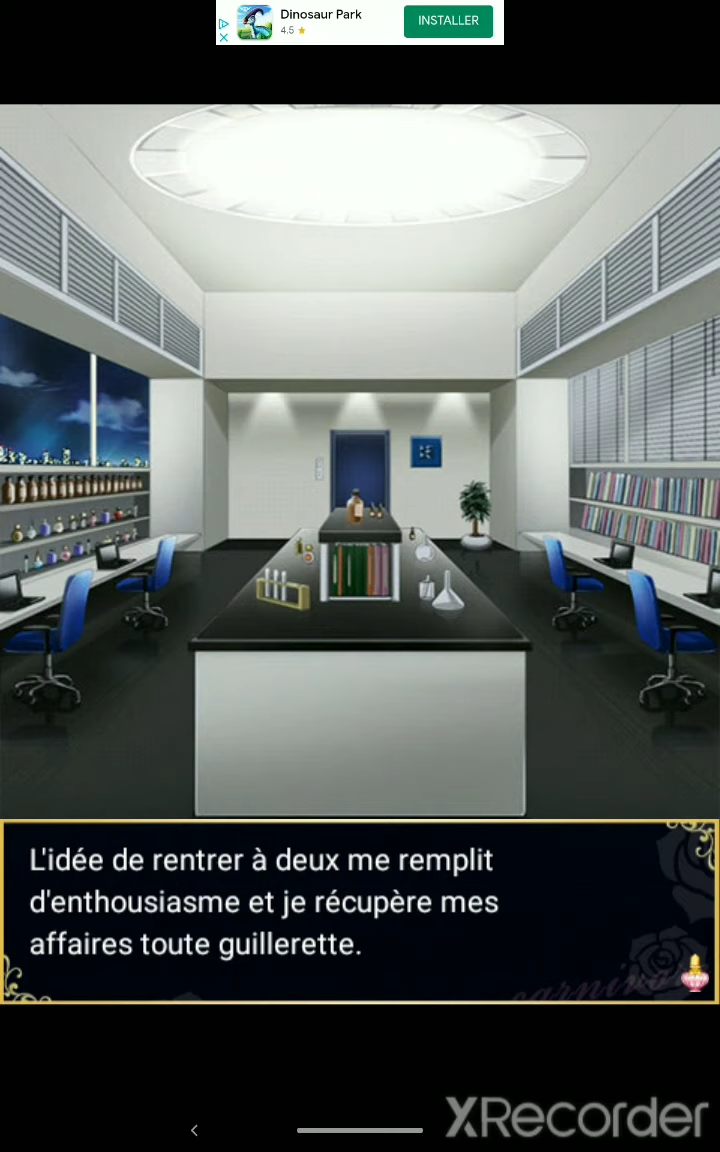 Dinosaur Park
4.5
INSTALLER
L'idée de rentrer à deux me remplit
d'enthousiasme et je récupère mes
affaires toute guillerette.
XRecorder